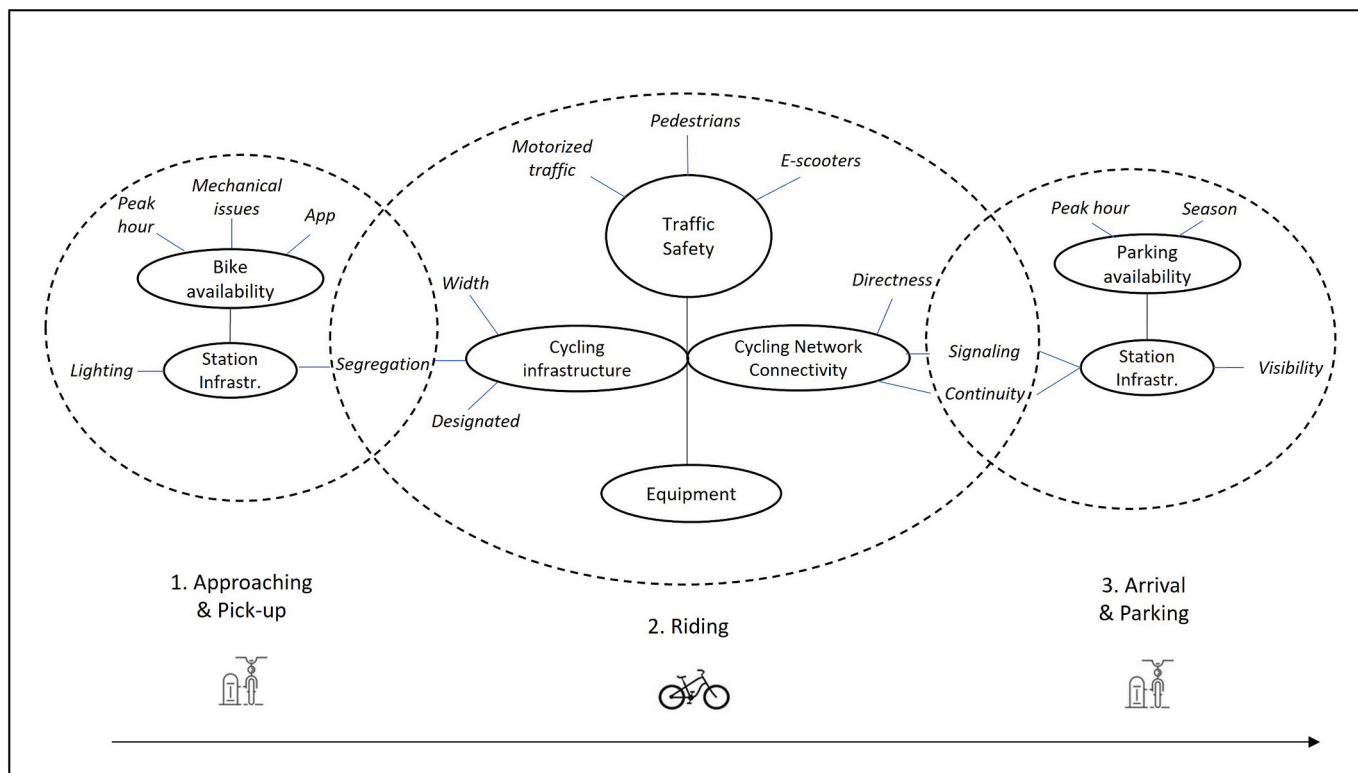 Pedestrians
Motorized
traffic
E-scooters
Mechanical
issues
Peak
hour
App
Peak hour
Season
Traffic
Safety
Bike
availability
Parking
availability
Width
Directness
Lighting
Station
Infrastr.
Segregation
Cycling
infrastructure
Cycling Network
Connectivity
Signaling
Continuity
Station
Infrastr.
Visibility
Designated
Equipment
1. Approaching
& Pick-up
2. Riding
3. Arrival
& Parking